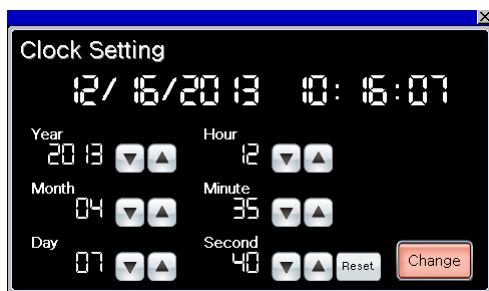 Clock Setting
12/ 16/2013 10: 16:07
Year Hour
2013 12
Month Minute
04 35
Day Second
07 40 Reset Change